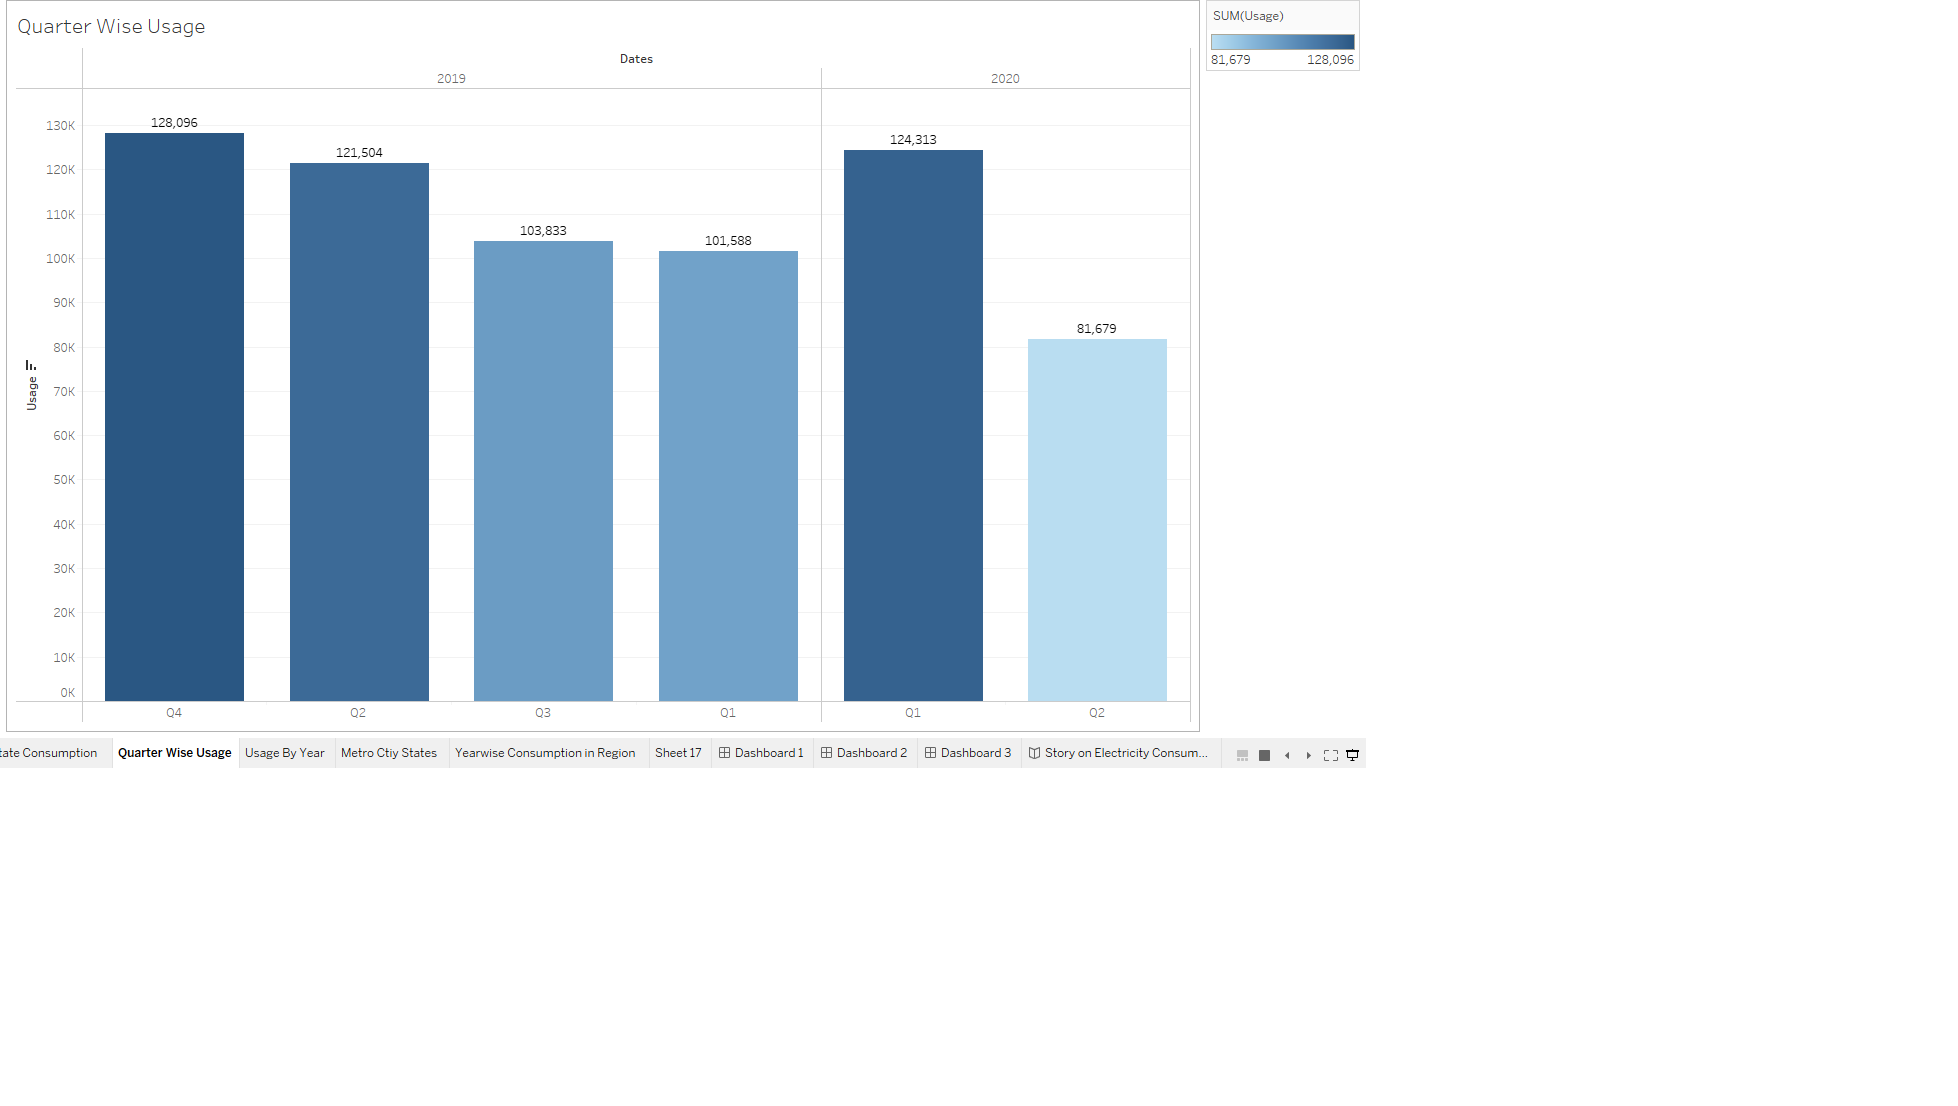 Quarter Wise Usage
SUM(Usage)
81,679 128,096
Dates
2019 2020
130K
120K
110K
100K
90K
80K
70K
60K
50K
40K
30K
20K
10K
0K
Usage
128,096
121,504
103,833
101,588
124,313
81,679
Q4 Q2 Q3 Q1 Q1 Q2
tate Consumption Quarter Wise Usage Usage By Year Metro Ctiy States Yearwise Consumption in Region Sheet 17 Dashboard 1 Dashboard 2 Dashboard 3 Story on Electricity Consum...